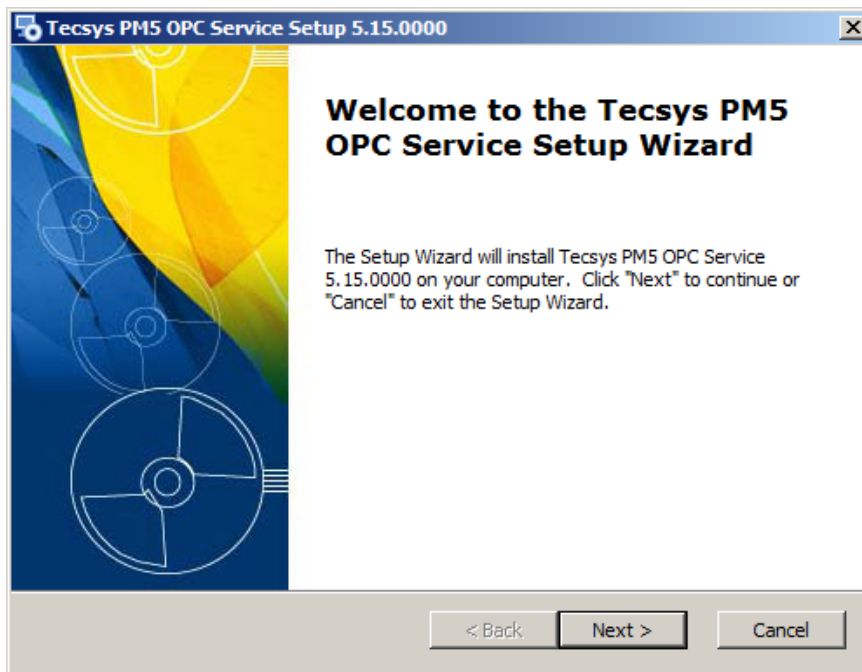 Tecsys PM5 OPC Service Setup 5.15.0000
Welcome to the Tecsys PM5
OPC Service Setup Wizard
The Setup Wizard will install Tecsys PM5 OPC Service
5.15.0000 on your computer.  Click "Next" to continue or
"Cancel" to exit the Setup Wizard.
< Back
Next >
Cancel